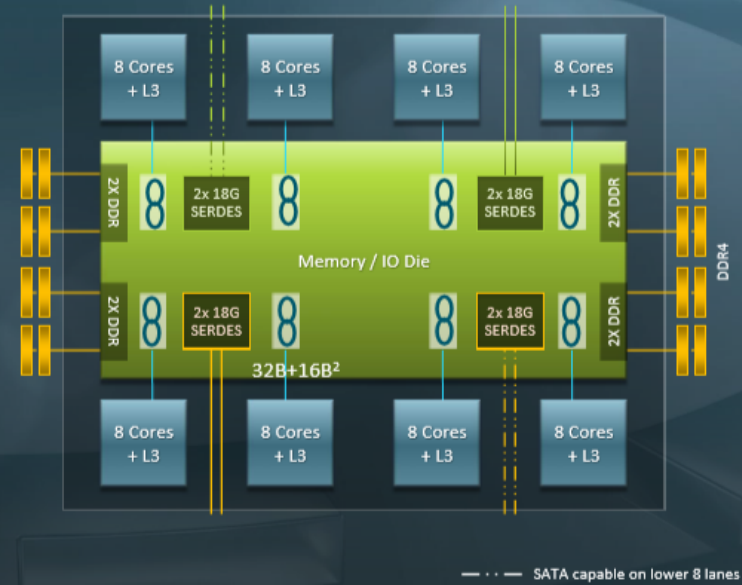 8 Cores
+ L3
8 Cores
+ L3
8 Cores
+ L3
8 Cores
+ L3
2X DDR
2x 18G
SERDES
2x 18G
SERDES
2X DDR
Memory / IO Die
DDR4
2X DDR
2x 18G
SERDES
2x 18G
SERDES
2X DDR
32B+16B²
8 Cores
+ L3
8 Cores
+ L3
8 Cores
+ L3
8 Cores
+ L3
SATA capable on lower 8 lanes